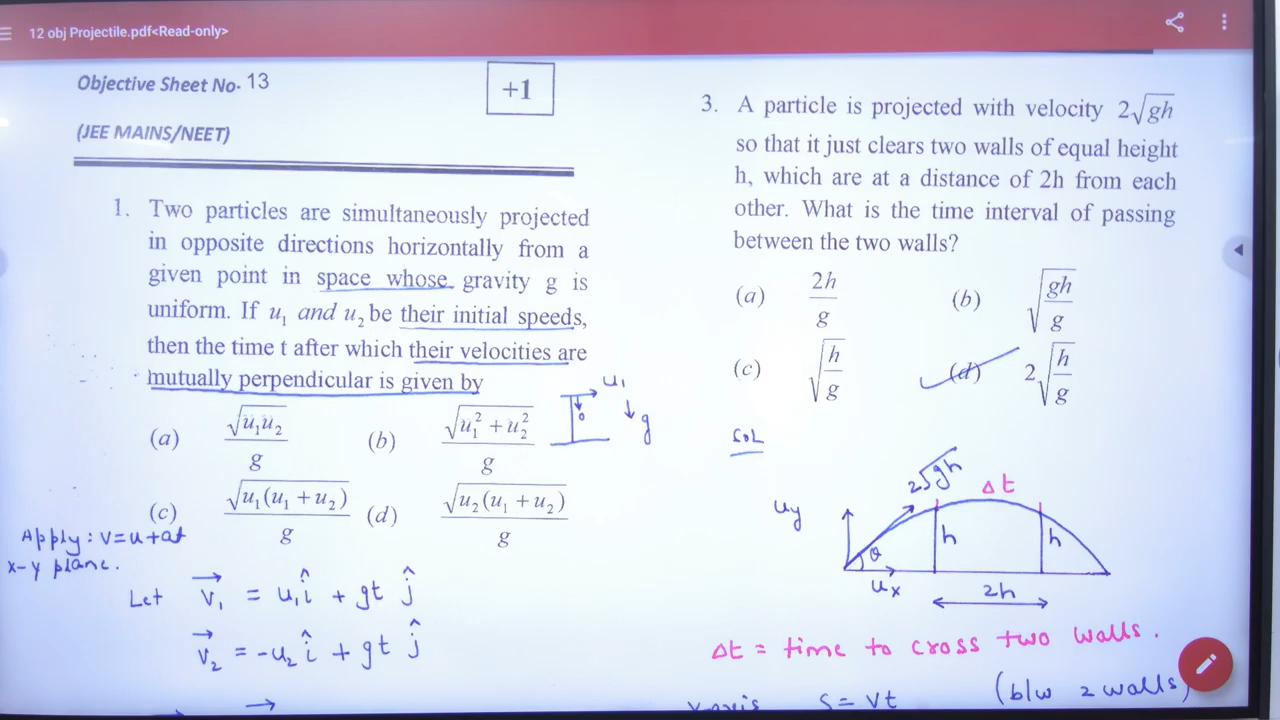 12 obj Projectile.pdf<Read-only>
Objective Sheet No. 13
+1
(JEE MAINS/NEET)
1. Two particles are simultaneously projected
in opposite directions horizontally from a
given point in space whose gravity g is
uniform. If u₁ and u₂ be their initial speeds,
then the time t after which their velocities are
mutually perpendicular is given by
u₁
g
(a) √(u₁u₂)/g (b) √(u₁² + u₂²)/g
(c) √(u₁(u₁ + u₂))/g (d) √(u₂(u₁ + u₂))/g
Apply : v = u + at
x-y plane.
Let v₁ = u₁î + gt ĵ
v₂ = -u₂î + gt ĵ
3. A particle is projected with velocity 2√gh
so that it just clears two walls of equal height
h, which are at a distance of 2h from each
other. What is the time interval of passing
between the two walls?
(a) 2h/g (b) √(gh/g)
(c) √(h/g) (d) 2√(h/g)
Sol
2√gh Δt
uy
h h
θ
ux 2h
Δt = time to cross two walls.
(b/w 2 walls)
x-axis S = vt